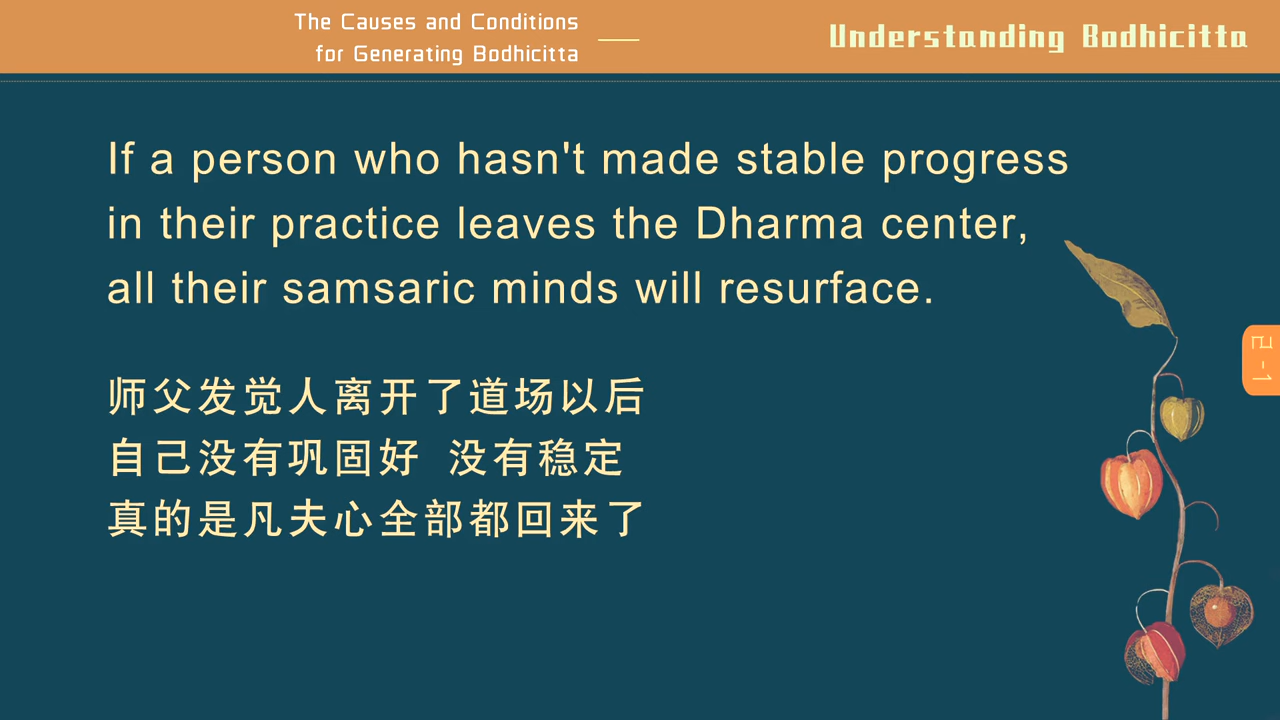 The Causes and Conditions
for Generating Bodhicitta
Understanding Bodhicitta
If a person who hasn't made stable progress
in their practice leaves the Dharma center,
all their samsaric minds will resurface.
师父发觉人离开了道场以后
自己没有巩固好 没有稳定
真的是凡夫心全部都回来了
己-1